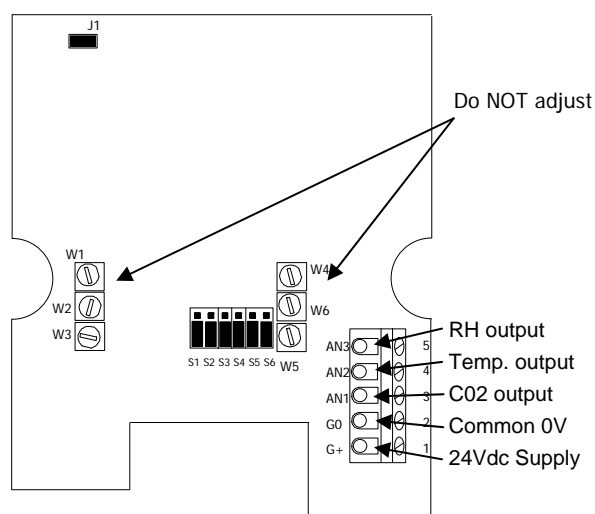 J1
Do NOT adjust
W1
W2
W3
W4
W6
W5
S1 S2 S3 S4 S5 S6
AN3 5 RH output
AN2 4 Temp. output
AN1 3 C02 output
G0 2 Common 0V
G+ 1 24Vdc Supply